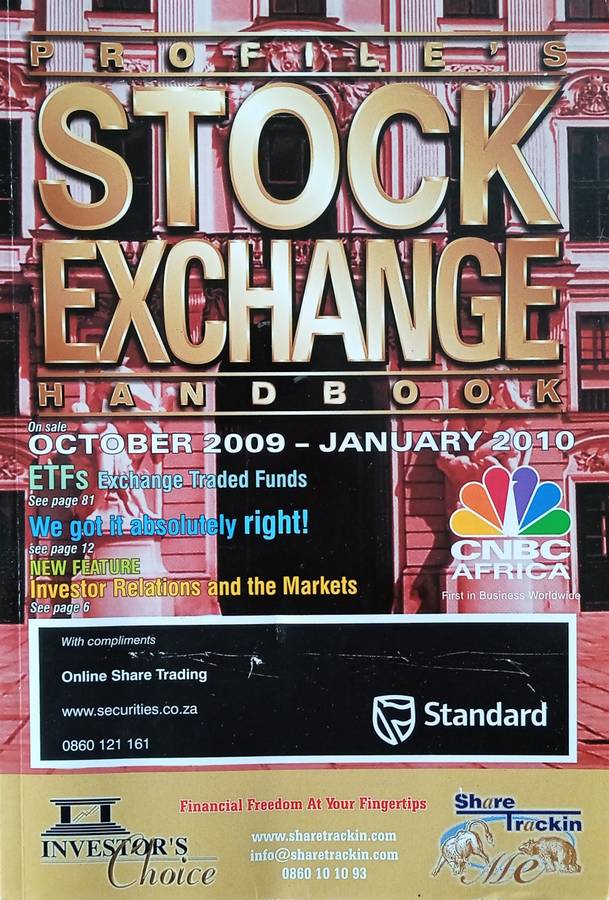 PROFILE'S
STOCK
EXCHANGE
HANDBOOK
On sale
OCTOBER 2009 – JANUARY 2010
ETFs Exchange Traded Funds
See page 81
We got it absolutely right!
see page 12
NEW FEATURE
Investor Relations and the Markets
See page 6
CNBC
AFRICA
First in Business Worldwide
With compliments
Online Share Trading
www.securities.co.za
0860 121 161
Standard
Financial Freedom At Your Fingertips
www.sharetrackin.com
info@sharetrackin.com
0860 10 10 93
INVESTOR'S
Choice
Share
Trackin
Me